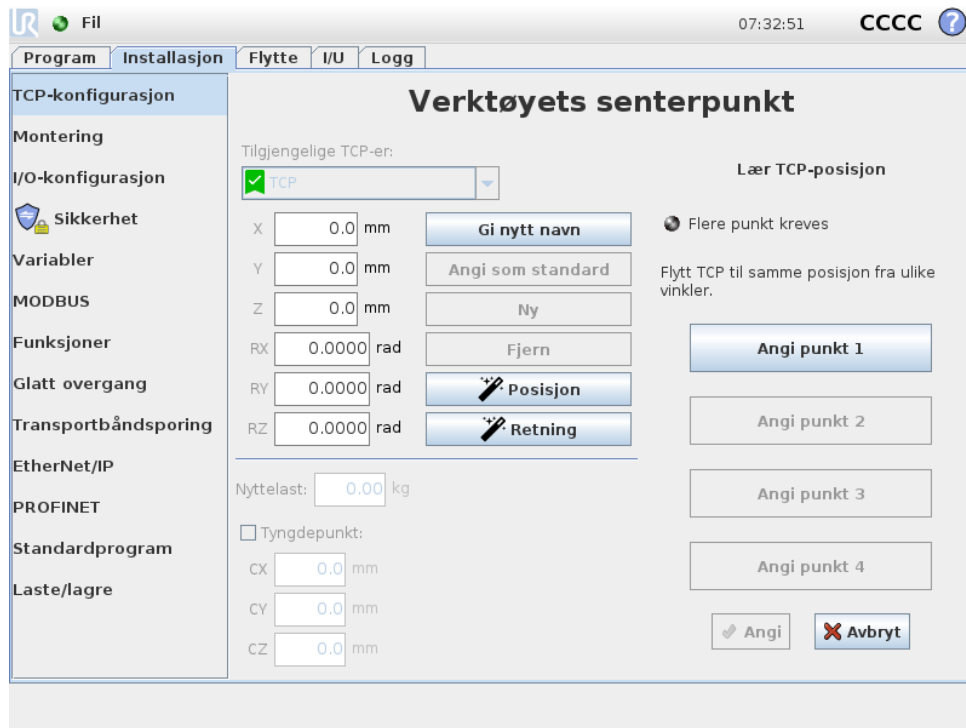 UR Fil 07:32:51 CCCC ?
Program Installasjon Flytte I/U Logg
TCP-konfigurasjon
Montering
I/O-konfigurasjon
Sikkerhet
Variabler
MODBUS
Funksjoner
Glatt overgang
Transportbåndsporing
EtherNet/IP
PROFINET
Standardprogram
Laste/lagre
Verktøyets senterpunkt
Tilgjengelige TCP-er:
TCP
X 0.0 mm Gi nytt navn
Y 0.0 mm Angi som standard
Z 0.0 mm Ny
RX 0.0000 rad Fjern
RY 0.0000 rad Posisjon
RZ 0.0000 rad Retning
Nyttelast: 0.00 kg
Tyngdepunkt:
CX 0.0 mm
CY 0.0 mm
CZ 0.0 mm
Lær TCP-posisjon
Flere punkt kreves
Flytt TCP til samme posisjon fra ulike
vinkler.
Angi punkt 1
Angi punkt 2
Angi punkt 3
Angi punkt 4
Angi Avbryt